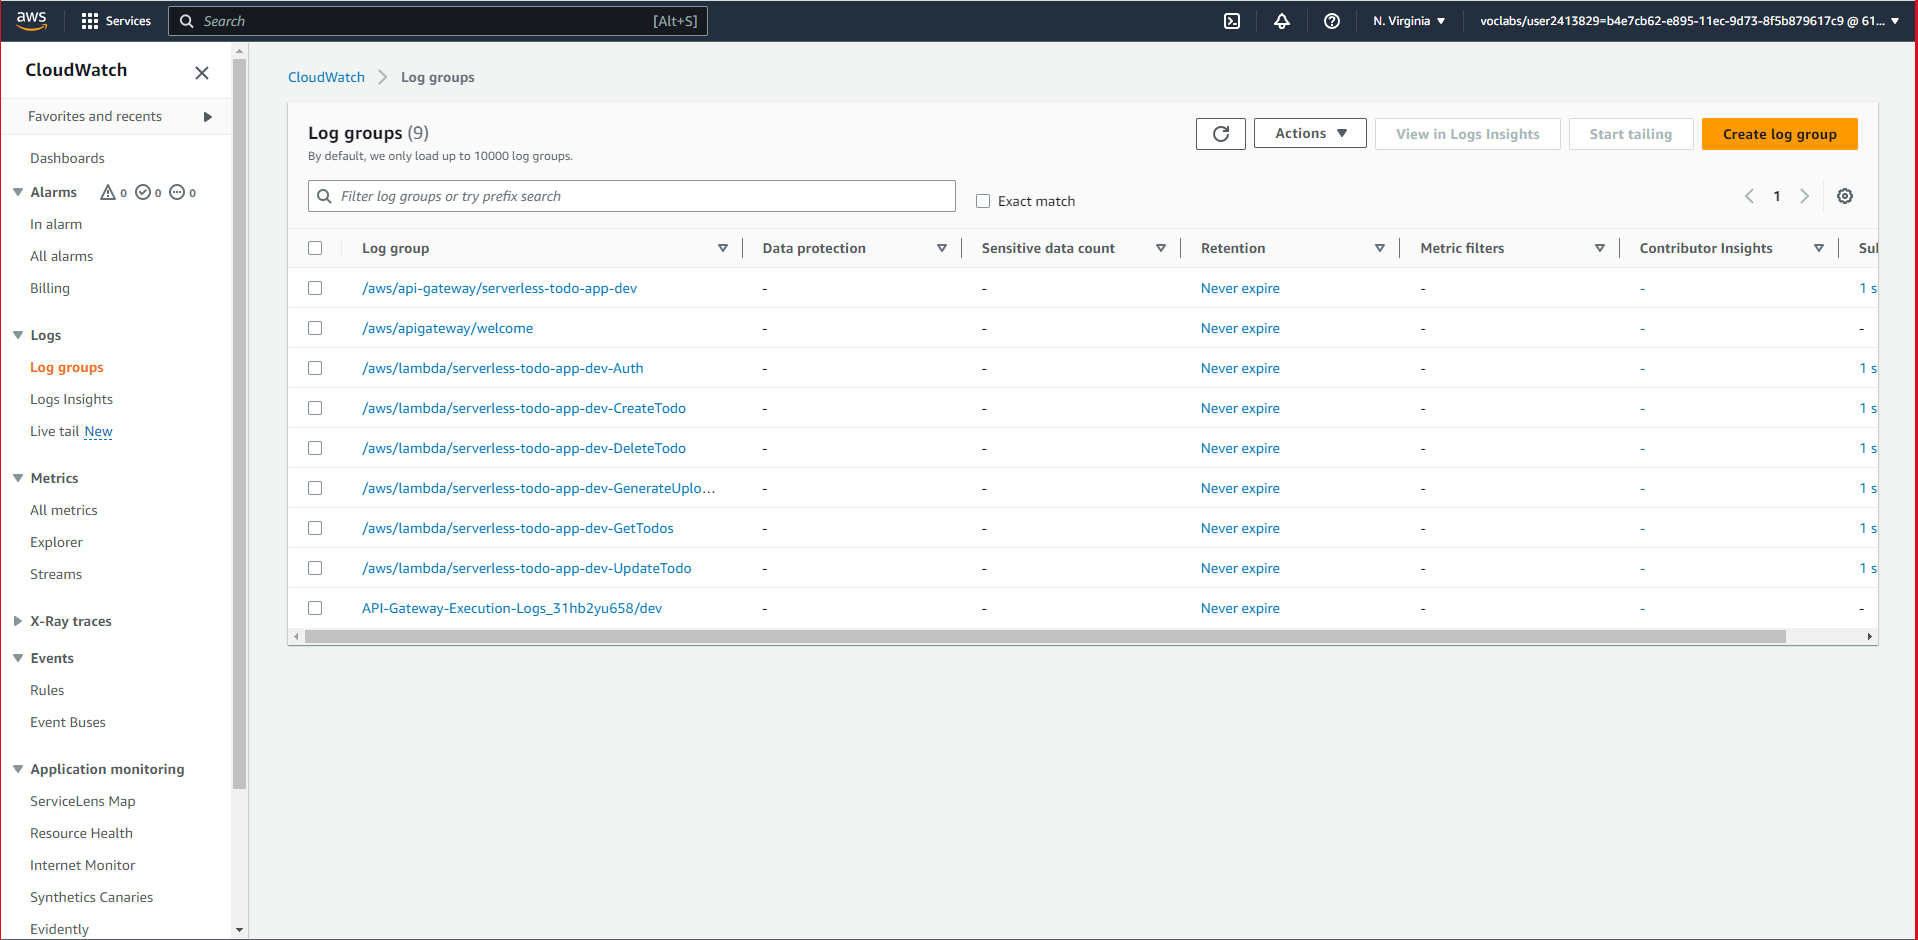 aws Services Search [Alt+S] N. Virginia voclabs/user2413829=b4e7cb62-e895-11ec-9d73-8f5b879617c9 @ 61...
CloudWatch
Favorites and recents
Dashboards
Alarms 0 0 0
In alarm
All alarms
Billing
Logs
Log groups
Logs Insights
Live tail New
Metrics
All metrics
Explorer
Streams
X-Ray traces
Events
Rules
Event Buses
Application monitoring
ServiceLens Map
Resource Health
Internet Monitor
Synthetics Canaries
Evidently
CloudWatch Log groups
Log groups (9)
By default, we only load up to 10000 log groups.
Actions View in Logs Insights Start tailing Create log group
Filter log groups or try prefix search Exact match 1
Log group Data protection Sensitive data count Retention Metric filters Contributor Insights Sul
/aws/api-gateway/serverless-todo-app-dev - - Never expire - - 1 s
/aws/apigateway/welcome - - Never expire - - -
/aws/lambda/serverless-todo-app-dev-Auth - - Never expire - - 1 s
/aws/lambda/serverless-todo-app-dev-CreateTodo - - Never expire - - 1 s
/aws/lambda/serverless-todo-app-dev-DeleteTodo - - Never expire - - 1 s
/aws/lambda/serverless-todo-app-dev-GenerateUplo... - - Never expire - - 1 s
/aws/lambda/serverless-todo-app-dev-GetTodos - - Never expire - - 1 s
/aws/lambda/serverless-todo-app-dev-UpdateTodo - - Never expire - - 1 s
API-Gateway-Execution-Logs_31hb2yu658/dev - - Never expire - - -